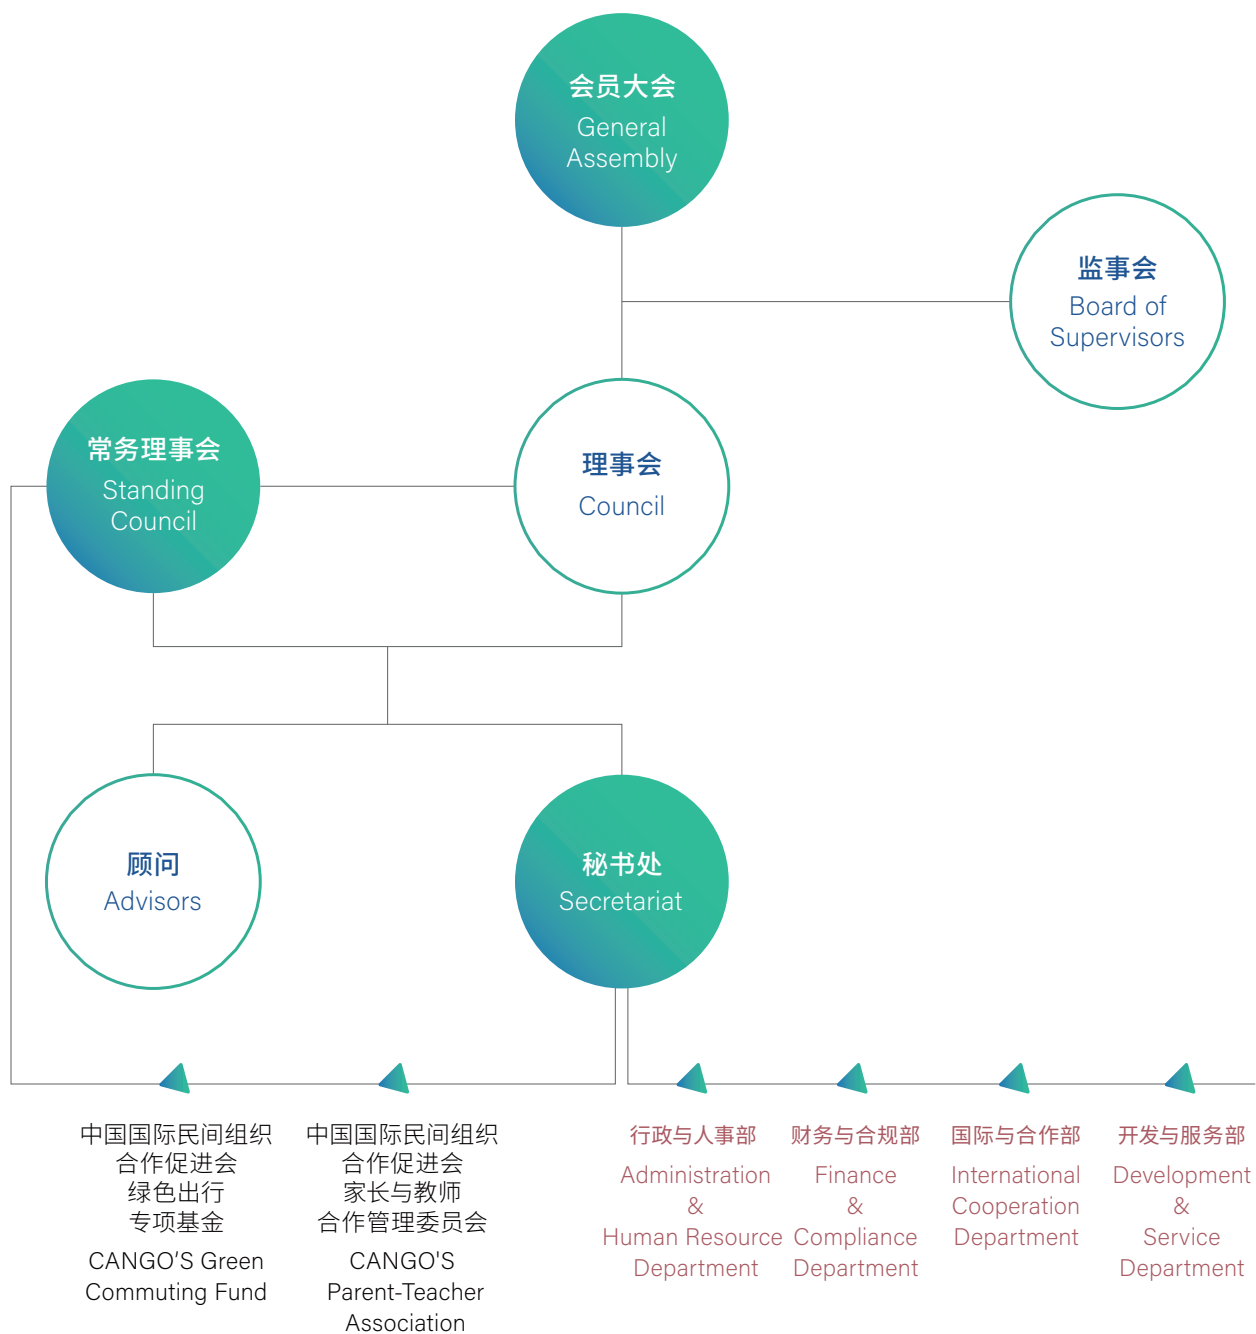 会员大会
General
Assembly
监事会
Board of
Supervisors
常务理事会
Standing
Council
理事会
Council
顾问
Advisors
秘书处
Secretariat
中国国际民间组织
合作促进会
绿色出行
专项基金
CANGO’S Green
Commuting Fund
中国国际民间组织
合作促进会
家长与教师
合作管理委员会
CANGO'S
Parent-Teacher
Association
行政与人事部
Administration
&
Human Resource
Department
财务与合规部
Finance
&
Compliance
Department
国际与合作部
International
Cooperation
Department
开发与服务部
Development
&
Service
Department